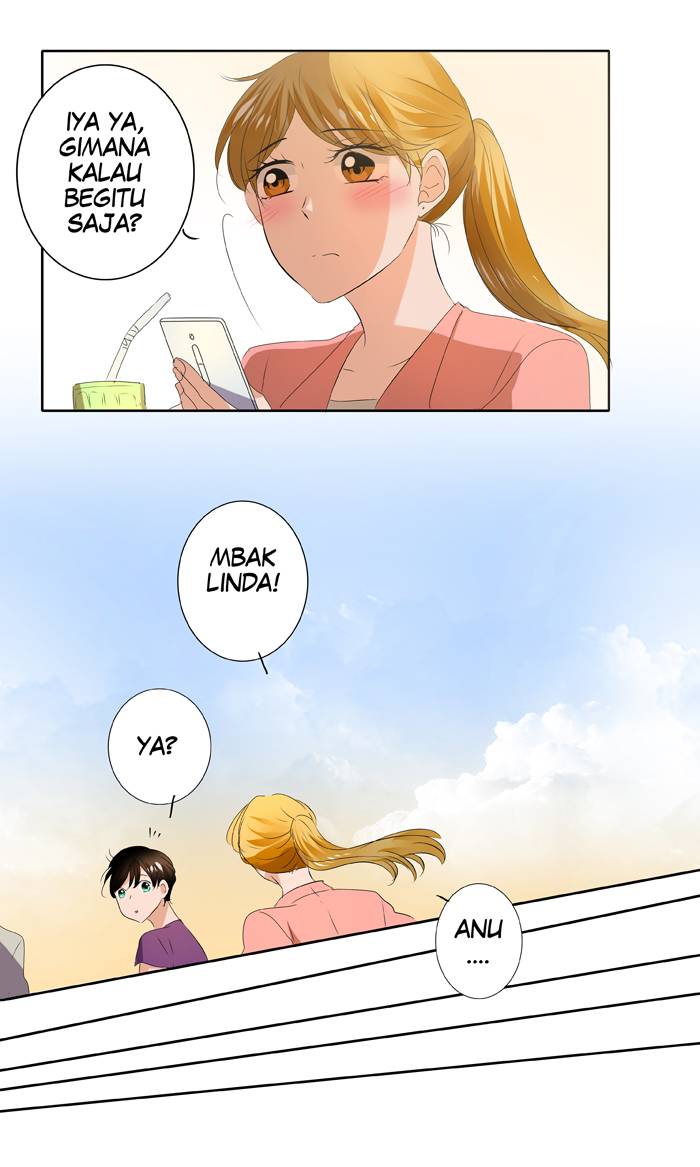 IYA YA,
GIMANA
KALAU
BEGITU
SAJA?
MBAK
LINDA!
YA?
ANU
....